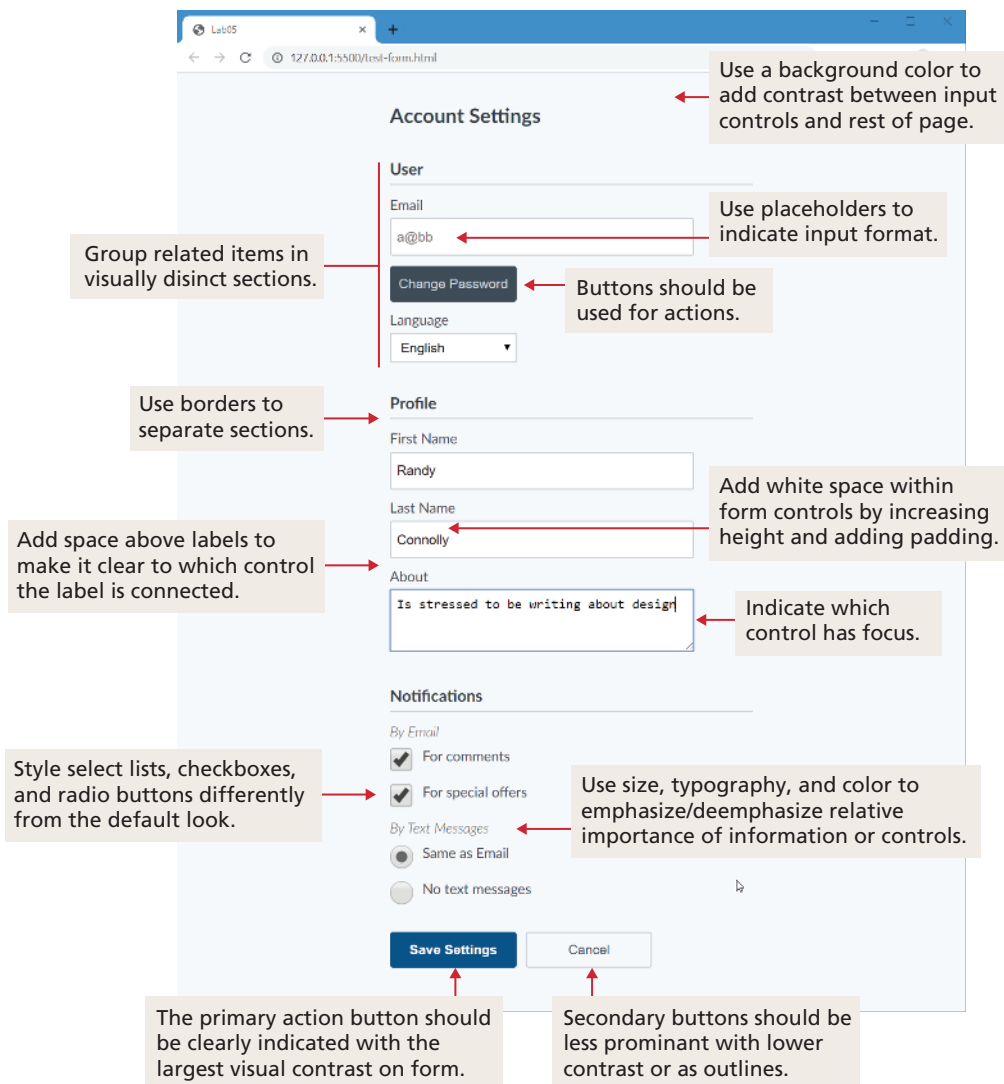 Lab05
127.0.0.1:5500/test-form.html
Use a background color to
add contrast between input
controls and rest of page.
Account Settings
User
Email
a@bb
Use placeholders to
indicate input format.
Group related items in
visually disinct sections.
Change Password
Buttons should be
used for actions.
Language
English
Use borders to
separate sections.
Profile
First Name
Randy
Last Name
Connolly
Add white space within
form controls by increasing
height and adding padding.
Add space above labels to
make it clear to which control
the label is connected.
About
Is stressed to be writing about design
Indicate which
control has focus.
Notifications
By Email
For comments
For special offers
Style select lists, checkboxes,
and radio buttons differently
from the default look.
Use size, typography, and color to
emphasize/deemphasize relative
importance of information or controls.
By Text Messages
Same as Email
No text messages
Save Settings
Cancel
The primary action button should
be clearly indicated with the
largest visual contrast on form.
Secondary buttons should be
less prominent with lower
contrast or as outlines.